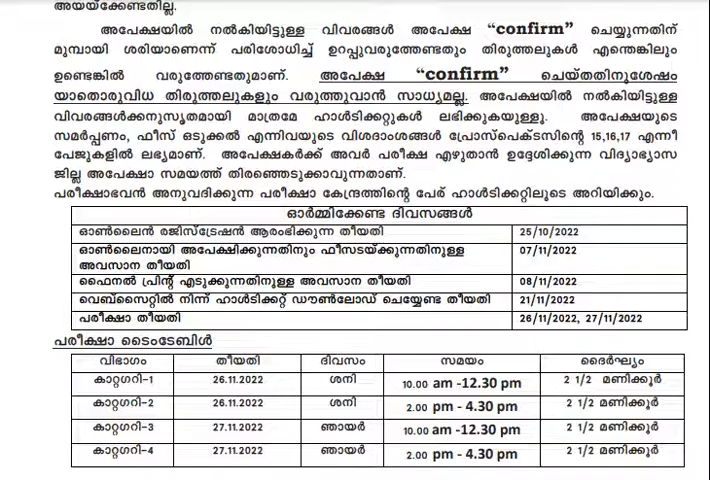 അയയ്ക്കേണ്ടതില്ല.
അപേക്ഷയിൽ നൽകിയിട്ടുള്ള വിവരങ്ങൾ അപേക്ഷ “confirm” ചെയ്യുന്നതിന്
മുമ്പായി ശരിയാണെന്ന് പരിശോധിച്ച് ഉറപ്പുവരുത്തേണ്ടതും തിരുത്തലുകൾ എന്തെങ്കിലും
ഉണ്ടെങ്കിൽ വരുത്തേണ്ടതുമാണ്. അപേക്ഷ “confirm” ചെയ്തതിനുശേഷം
യാതൊരുവിധ തിരുത്തലുകളും വരുത്തുവാൻ സാധ്യമല്ല. അപേക്ഷയിൽ നൽകിയിട്ടുള്ള
വിവരങ്ങൾക്കനുസൃതമായി മാത്രമേ ഹാൾടിക്കറ്റുകൾ ലഭിക്കുകയുള്ളൂ. അപേക്ഷയുടെ
സമർപ്പണം, ഫീസ് ഒടുക്കൽ എന്നിവയുടെ വിശദാംശങ്ങൾ പ്രോസ്പെക്ടസിന്റെ 15,16,17 എന്നീ
പേജുകളിൽ ലഭ്യമാണ്. അപേക്ഷകർക്ക് അവർ പരീക്ഷ എഴുതാൻ ഉദ്ദേശിക്കുന്ന വിദ്യാഭ്യാസ
ജില്ല അപേക്ഷാ സമയത്ത് തിരഞ്ഞെടുക്കാവുന്നതാണ്.
പരീക്ഷാഭവൻ അനുവദിക്കുന്ന പരീക്ഷാ കേന്ദ്രത്തിന്റെ പേര് ഹാൾടിക്കറ്റിലൂടെ അറിയിക്കും.
ഓർമ്മിക്കേണ്ട ദിവസങ്ങൾ
ഓൺലൈൻ രജിസ്ട്രേഷൻ ആരംഭിക്കുന്ന തീയതി 25/10/2022
ഓൺലൈനായി അപേക്ഷിക്കുന്നതിനും ഫീസടയ്ക്കുന്നതിനുള്ള 07/11/2022
അവസാന തീയതി
ഫൈനൽ പ്രിന്റ് എടുക്കുന്നതിനുള്ള അവസാന തീയതി 08/11/2022
വെബ്സൈറ്റിൽ നിന്ന് ഹാൾടിക്കറ്റ് ഡൗൺലോഡ് ചെയ്യേണ്ട തീയതി 21/11/2022
പരീക്ഷാ തീയതി 26/11/2022, 27/11/2022
പരീക്ഷാ ടൈംടേബിൾ
വിഭാഗം തീയതി ദിവസം സമയം ദൈർഘ്യം
കാറ്റഗറി-1 26.11.2022 ശനി 10.00 am -12.30 pm 2 1/2 മണിക്കൂർ
കാറ്റഗറി-2 26.11.2022 ശനി 2.00 pm - 4.30 pm 2 1/2 മണിക്കൂർ
കാറ്റഗറി-3 27.11.2022 ഞായർ 10.00 am -12.30 pm 2 1/2 മണിക്കൂർ
കാറ്റഗറി-4 27.11.2022 ഞായർ 2.00 pm - 4.30 pm 2 1/2 മണിക്കൂർ